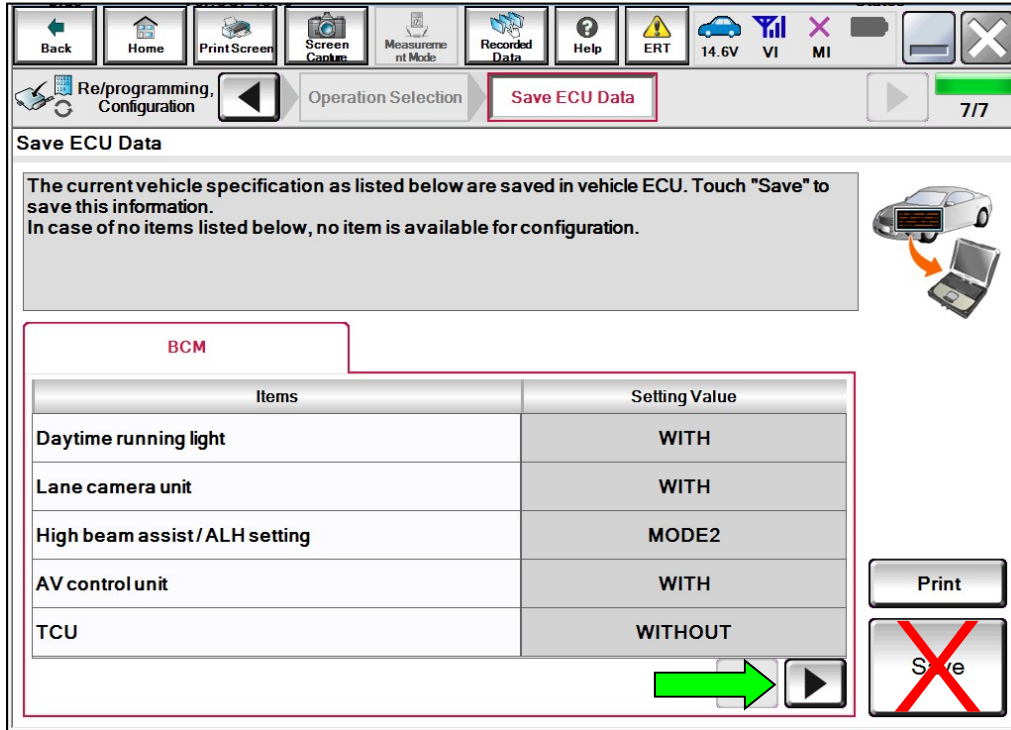 Back
Home
Print Screen
Screen
Capture
Measureme
nt Mode
Recorded
Data
Help
ERT
14.6V
VI
MI
Re/programming,
Configuration
Operation Selection
Save ECU Data
7/7
Save ECU Data
The current vehicle specification as listed below are saved in vehicle ECU. Touch "Save" to
save this information.
In case of no items listed below, no item is available for configuration.
BCM
Items
Setting Value
Daytime running light
WITH
Lane camera unit
WITH
High beam assist / ALH setting
MODE2
AV control unit
WITH
TCU
WITHOUT
Print
Save